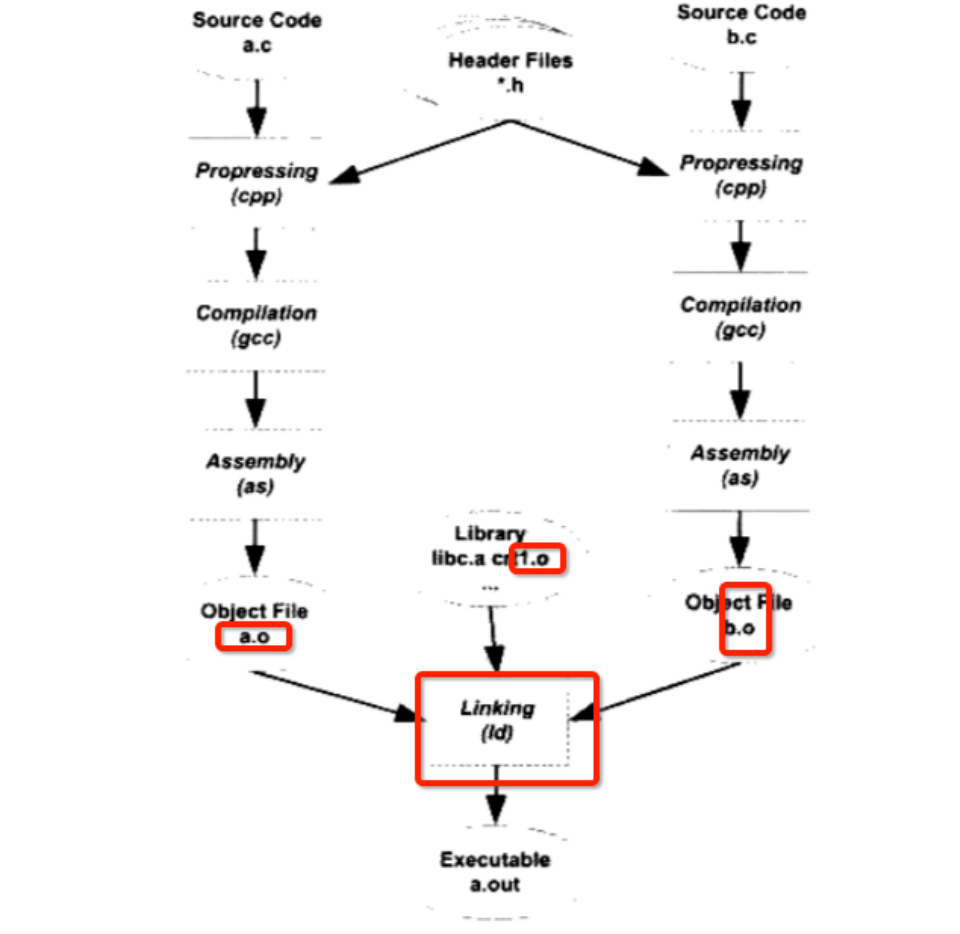 Source Code
a.c
Header Files
*.h
Source Code
b.c
Propressing
(cpp)
Propressing
(cpp)
Compilation
(gcc)
Compilation
(gcc)
Assembly
(as)
Assembly
(as)
Library
libc.a crt1.o
...
Object File
a.o
Object File
b.o
Linking
(ld)
Executable
a.out